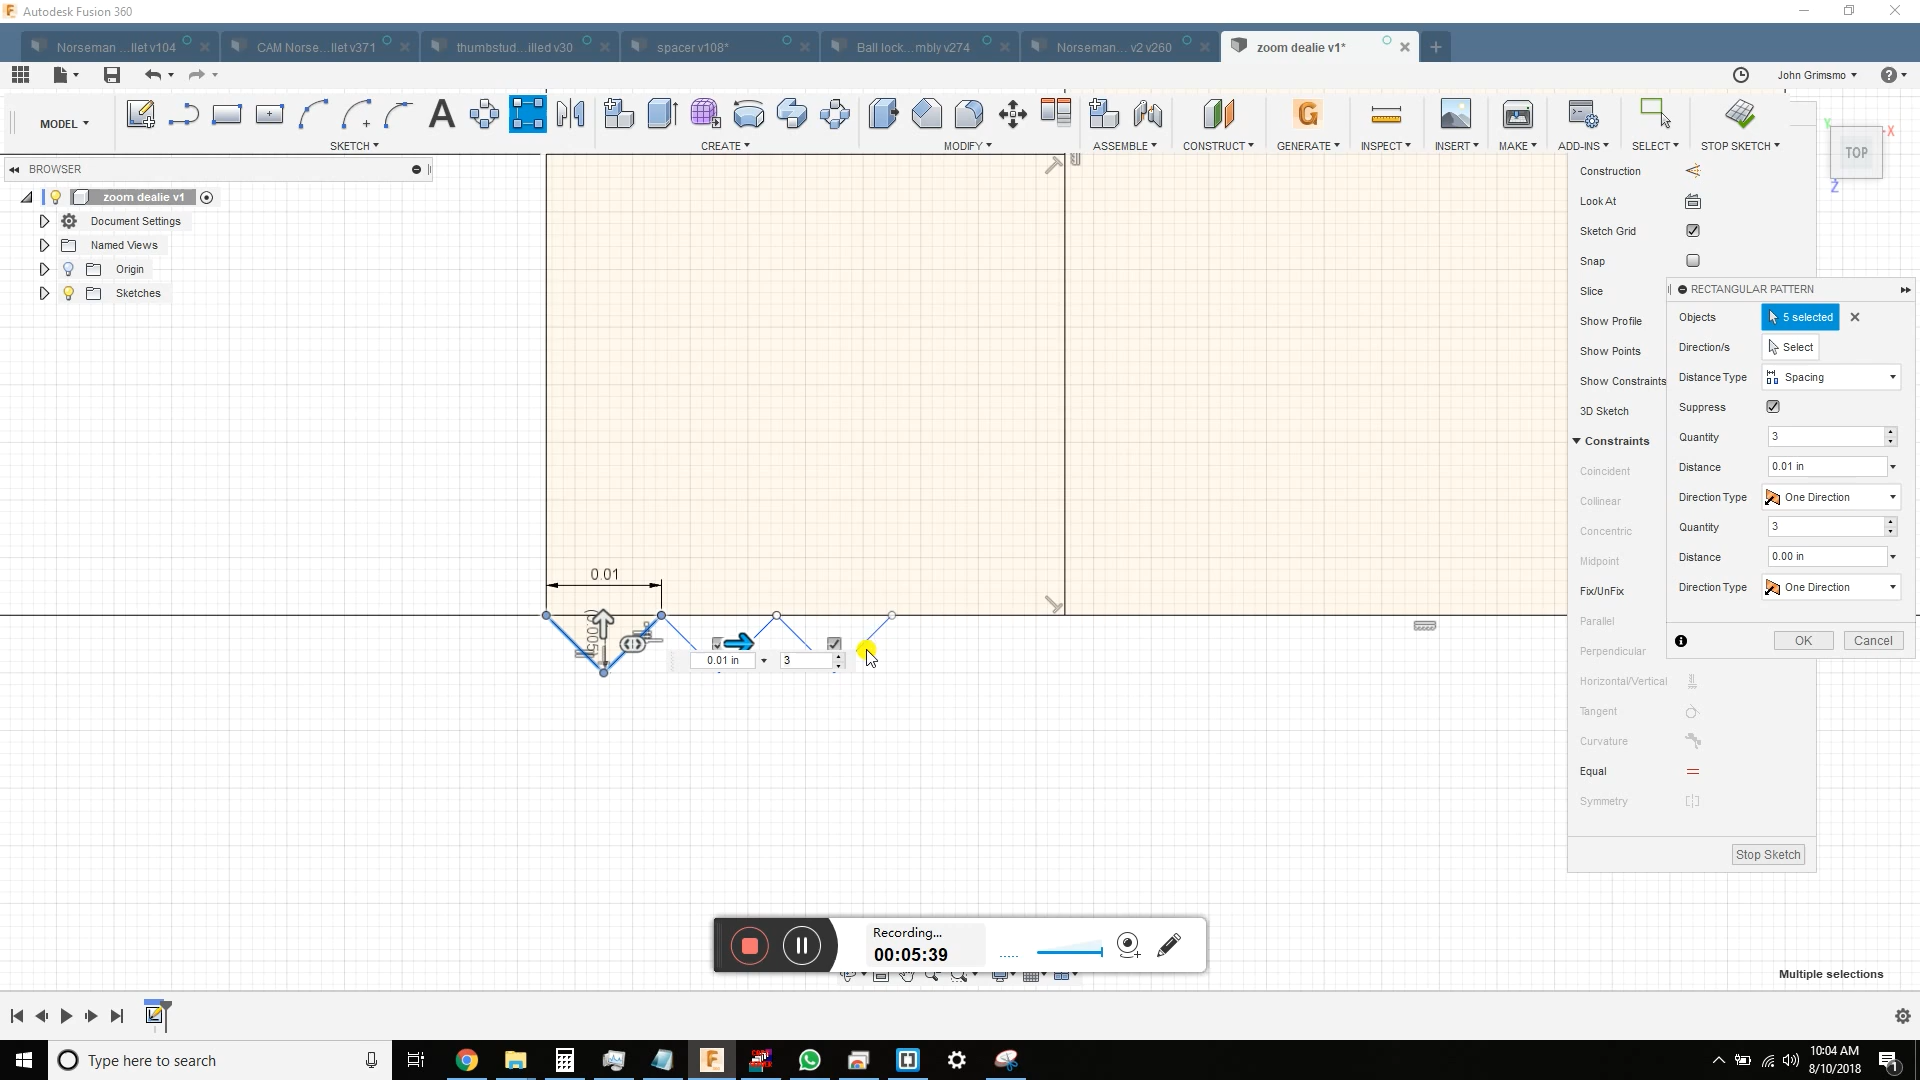 Autodesk Fusion 360
Norseman ...llet v104
CAM Norse...llet v371
thumbstud...illed v30
spacer v108*
Ball lock...mbly v274
Norseman... v2 v260
zoom dealie v1*
John Grimsmo
MODEL
SKETCH
CREATE
MODIFY
ASSEMBLE
CONSTRUCT
GENERATE
INSPECT
INSERT
MAKE
ADD-INS
SELECT
STOP SKETCH
TOP
X
Y
Z
BROWSER
zoom dealie v1
Document Settings
Named Views
Origin
Sketches
Construction
Look At
Sketch Grid
Snap
Slice
Show Profile
Show Points
Show Constraints
3D Sketch
Constraints
Coincident
Collinear
Concentric
Midpoint
Fix/UnFix
Parallel
Perpendicular
Horizontal/Vertical
Tangent
Curvature
Equal
Symmetry
Stop Sketch
RECTANGULAR PATTERN
Objects 5 selected
Direction/s Select
Distance Type Spacing
Suppress
Quantity 3
Distance 0.01 in
Direction Type One Direction
Quantity 3
Distance 0.00 in
Direction Type One Direction
OK Cancel
0.01
0.01 in 3
Recording...
00:05:39
Multiple selections
Type here to search
10:04 AM
8/10/2018